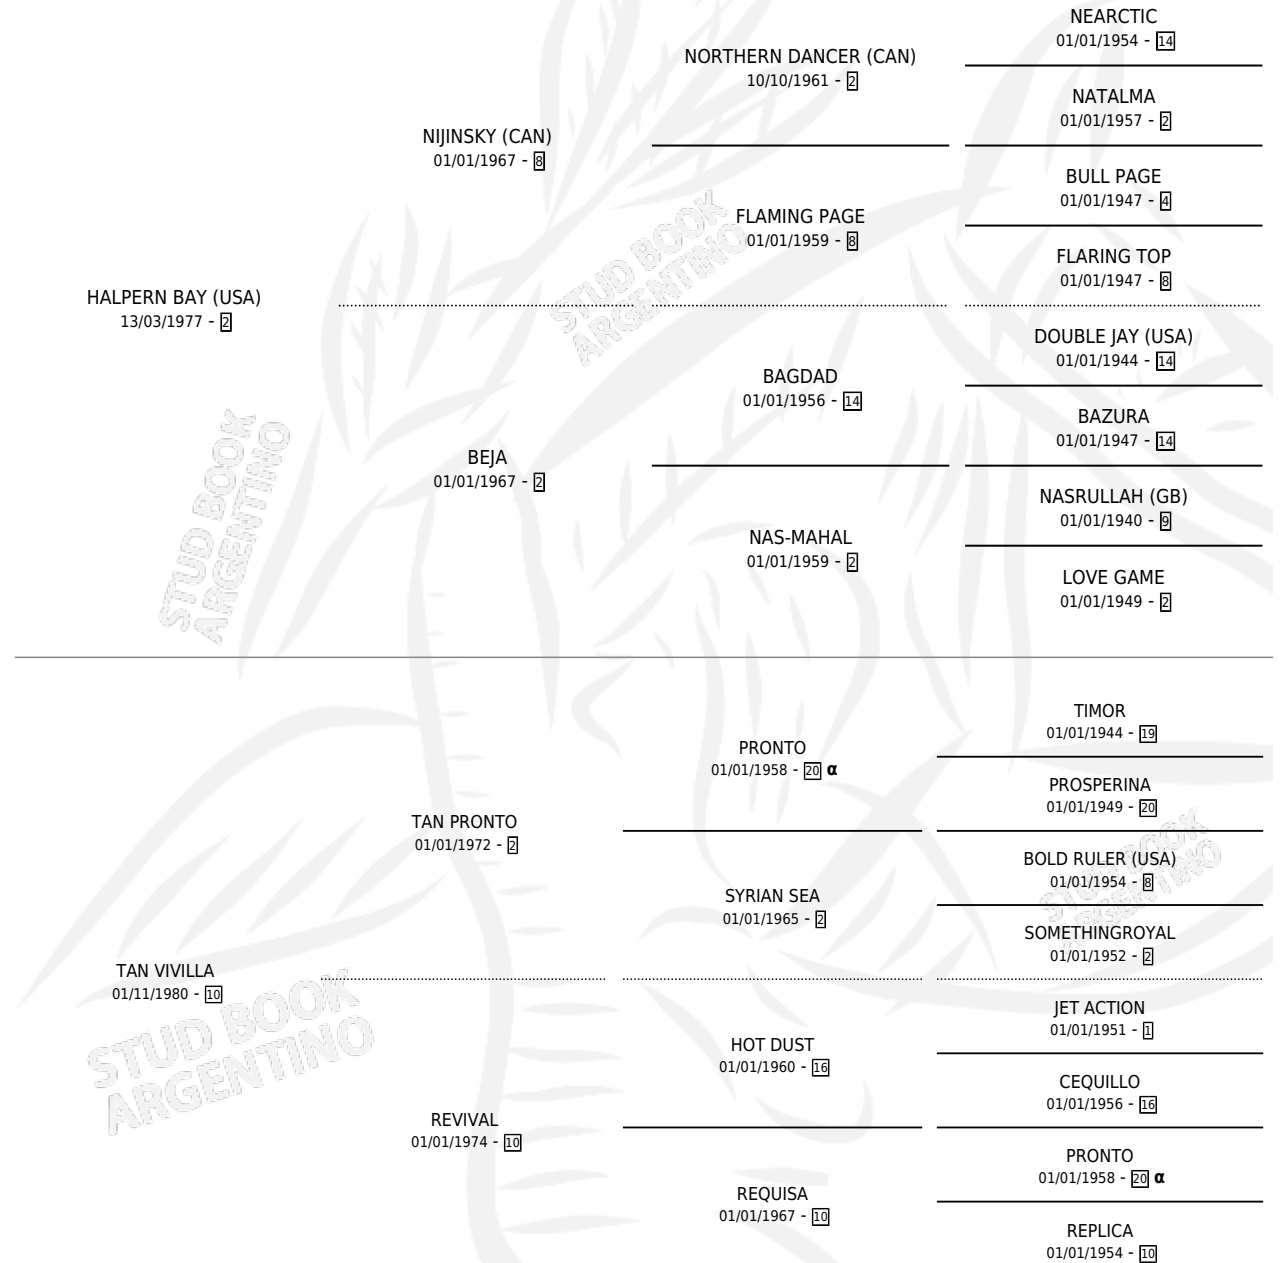 NEARCTIC
01/01/1954 - 14
NORTHERN DANCER (CAN)
10/10/1961 - 2
NATALMA
01/01/1957 - 2
NIJINSKY (CAN)
01/01/1967 - 8
BULL PAGE
01/01/1947 - 4
FLAMING PAGE
01/01/1959 - 8
FLARING TOP
01/01/1947 - 8
HALPERN BAY (USA)
13/03/1977 - 2
DOUBLE JAY (USA)
01/01/1944 - 14
BAGDAD
01/01/1956 - 14
BAZURA
01/01/1947 - 14
BEJA
01/01/1967 - 2
NASRULLAH (GB)
01/01/1940 - 9
NAS-MAHAL
01/01/1959 - 2
LOVE GAME
01/01/1949 - 2
TIMOR
01/01/1944 - 19
PRONTO
01/01/1958 - 20 α
PROSPERINA
01/01/1949 - 20
TAN PRONTO
01/01/1972 - 2
BOLD RULER (USA)
01/01/1954 - 8
SYRIAN SEA
01/01/1965 - 2
SOMETHINGROYAL
01/01/1952 - 2
TAN VIVILLA
01/11/1980 - 10
JET ACTION
01/01/1951 - 1
HOT DUST
01/01/1960 - 16
CEQUILLO
01/01/1956 - 16
REVIVAL
01/01/1974 - 10
PRONTO
01/01/1958 - 20 α
REQUISA
01/01/1967 - 10
REPLICA
01/01/1954 - 10
STUD BOOK
ARGENTINO
STUD BOOK
ARGENTINO
STUD BOOK
ARGENTINO
STUD BOOK
ARGENTINO